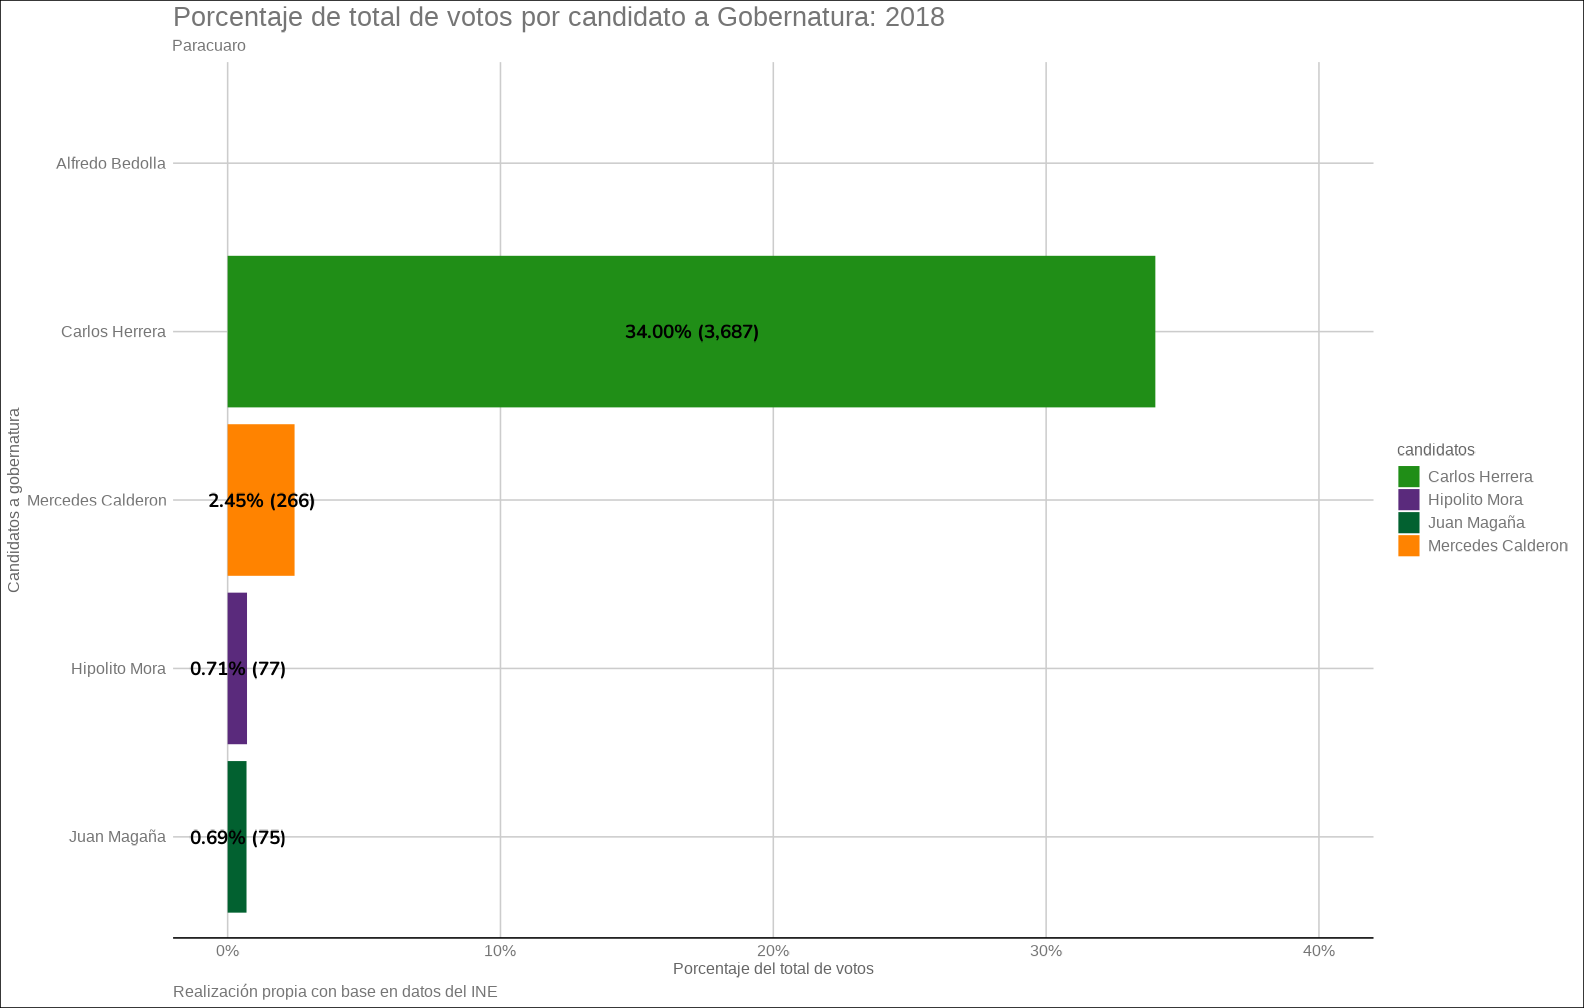 Porcentaje de total de votos por candidato a Gobernatura: 2018
Paracuaro
Candidatos a gobernatura
Alfredo Bedolla
Carlos Herrera
34.00% (3,687)
Mercedes Calderon
2.45% (266)
Hipolito Mora
0.71% (77)
Juan Magaña
0.69% (75)
0% 10% 20% 30% 40%
Porcentaje del total de votos
candidatos
Carlos Herrera
Hipolito Mora
Juan Magaña
Mercedes Calderon
Realización propia con base en datos del INE